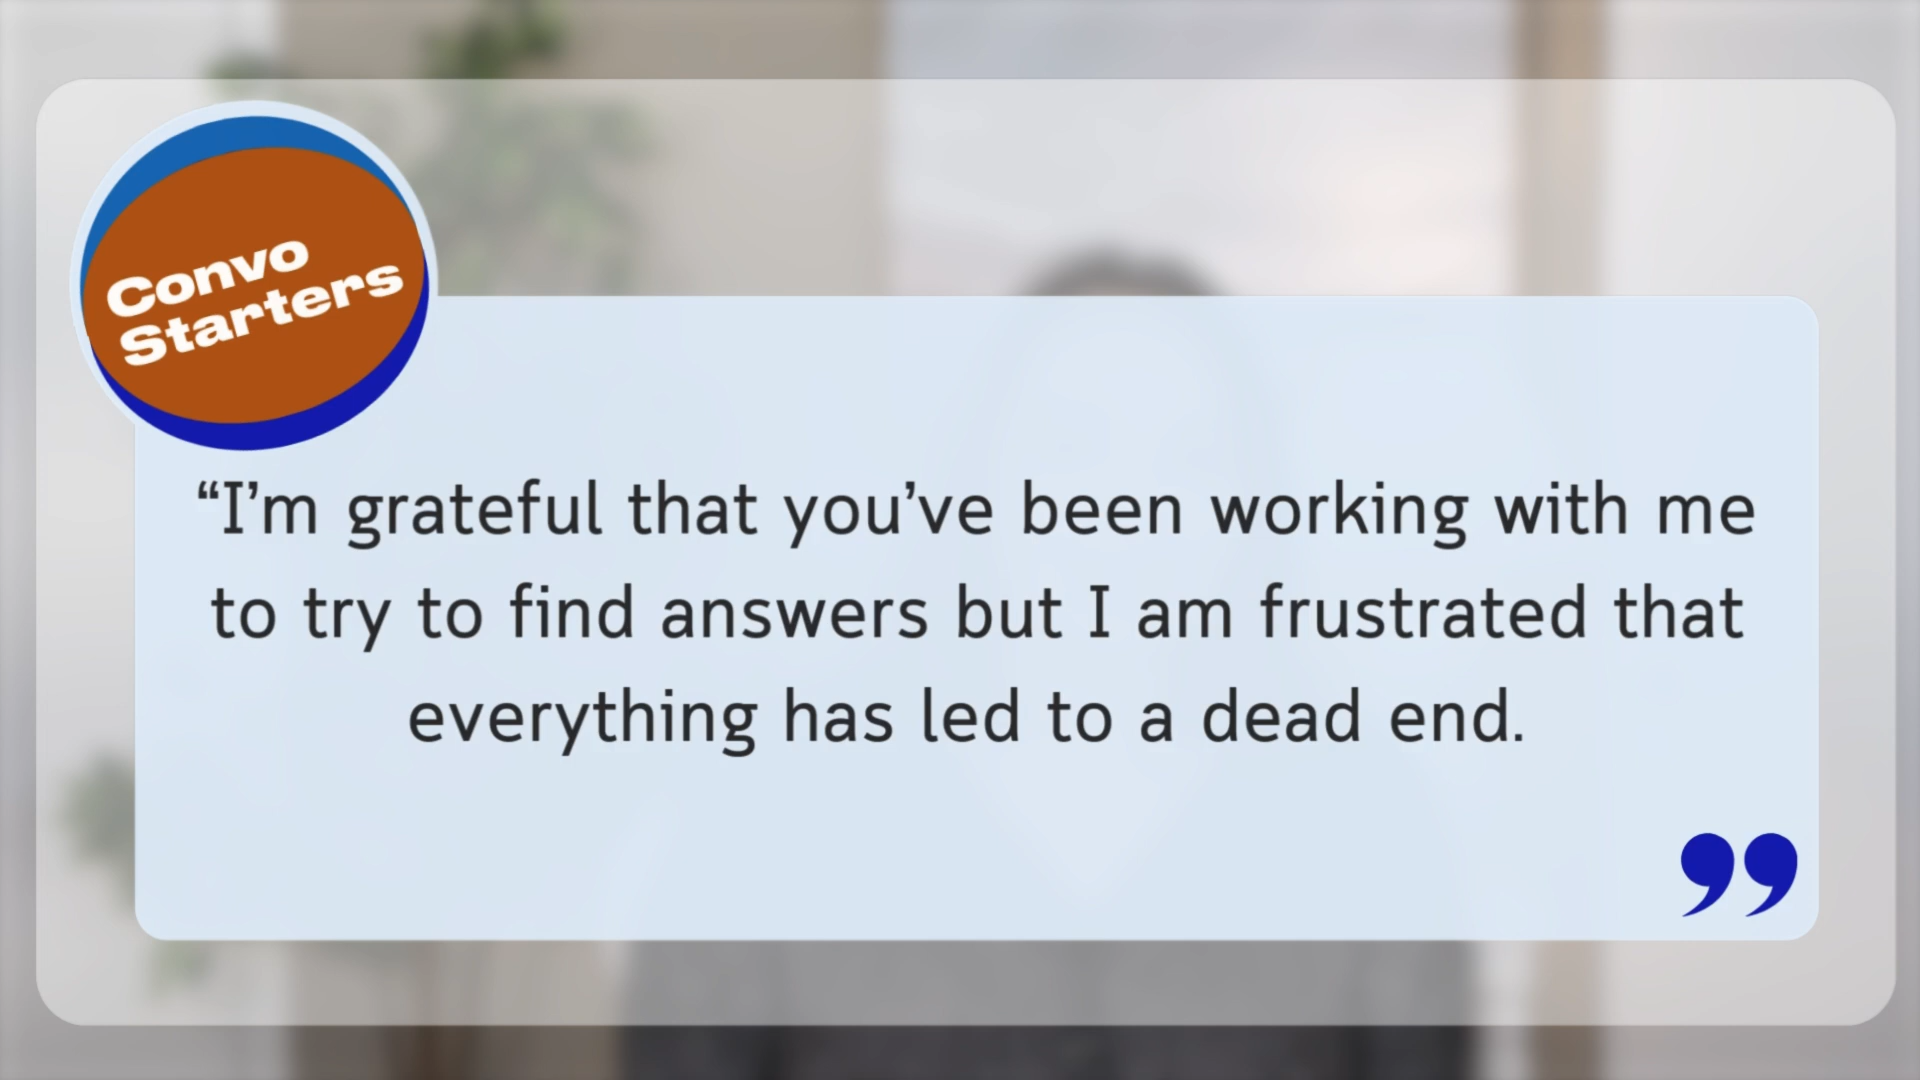 Convo
Starters
“I’m grateful that you’ve been working with me
to try to find answers but I am frustrated that
everything has led to a dead end.
”